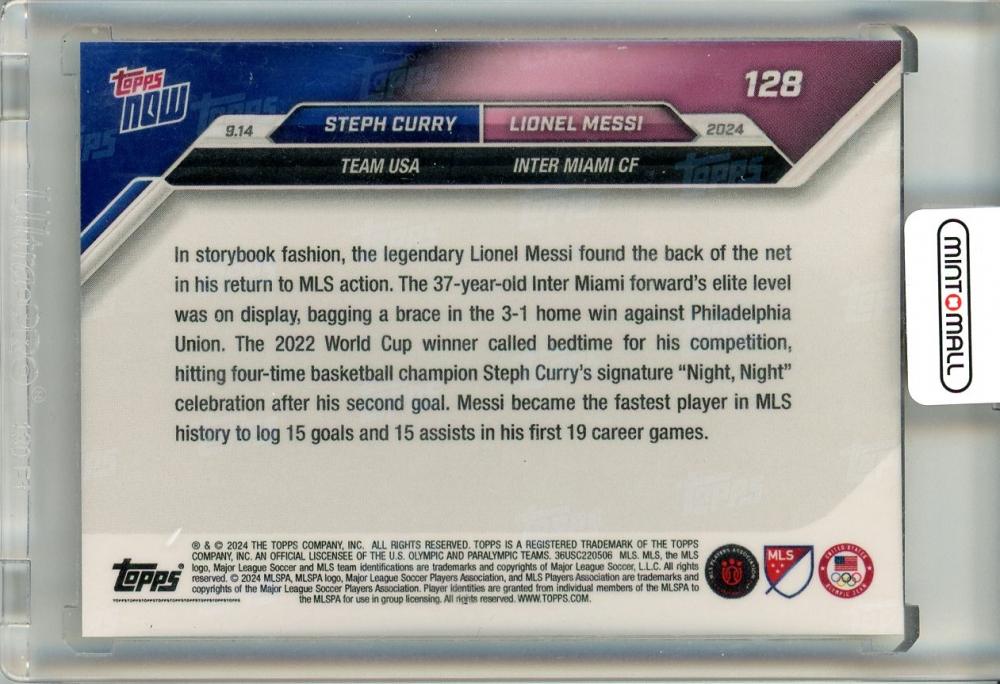 topps
NOW
128
9.14 STEPH CURRY LIONEL MESSI 2024
TEAM USA INTER MIAMI CF
In storybook fashion, the legendary Lionel Messi found the back of the net
in his return to MLS action. The 37-year-old Inter Miami forward's elite level
was on display, bagging a brace in the 3-1 home win against Philadelphia
Union. The 2022 World Cup winner called bedtime for his competition,
hitting four-time basketball champion Steph Curry's signature "Night, Night"
celebration after his second goal. Messi became the fastest player in MLS
history to log 15 goals and 15 assists in his first 19 career games.
MINTMALL
® & © 2024 THE TOPPS COMPANY, INC. ALL RIGHTS RESERVED. TOPPS IS A REGISTERED TRADEMARK OF THE TOPPS
COMPANY, INC. AN OFFICIAL LISCENSEE OF THE U.S. OLYMPIC AND PARALYMPIC TEAMS. 36USC220506 MLS. MLS, the MLS
logo, Major League Soccer and MLS team identifications are trademarks and copyrights of Major League Soccer, L.L.C. All rights
reserved. © 2024 MLSPA, MLSPA logo, Major League Soccer Players Association, and MLS Players Association are trademarks and
copyrights of the Major League Soccer Players Association. Player identities are granted from individual members of the MLSPA to
the MLSPA for use in group licensing. All rights reserved. WWW.TOPPS.COM.
topps®
MLS
UNITED STATES
OLYMPIC TEAM